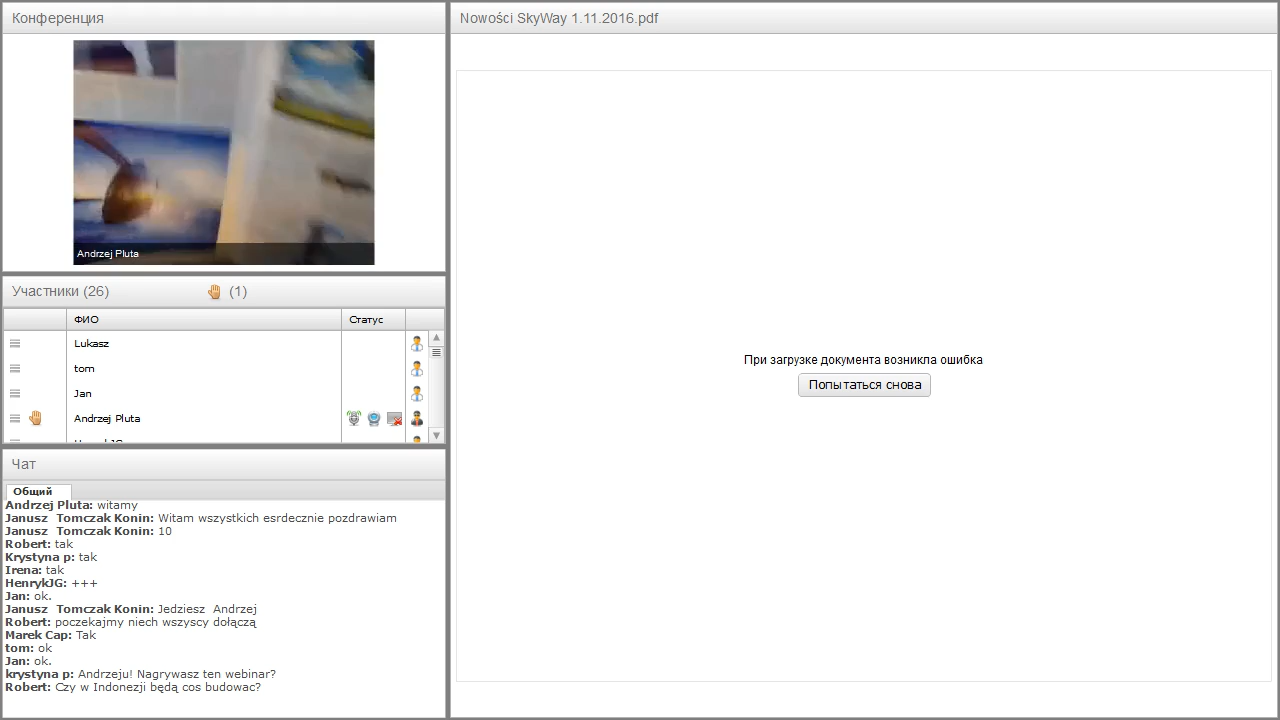 Конференция
Andrzej Pluta
Участники (26) (1)
ФИО Статус
Lukasz
tom
Jan
Andrzej Pluta
Чат
Общий
Andrzej Pluta: witamy
Janusz Tomczak Konin: Witam wszystkich esrdecznie pozdrawiam
Janusz Tomczak Konin: 10
Robert: tak
Krystyna p: tak
Irena: tak
HenrykJG: +++
Jan: ok.
Janusz Tomczak Konin: Jedziesz Andrzej
Robert: poczekajmy niech wszyscy dołączą
Marek Cap: Tak
tom: ok
Jan: ok.
krystyna p: Andrzeju! Nagrywasz ten webinar?
Robert: Czy w Indonezji będą cos budowac?
Nowości SkyWay 1.11.2016.pdf
При загрузке документа возникла ошибка
Попытаться снова